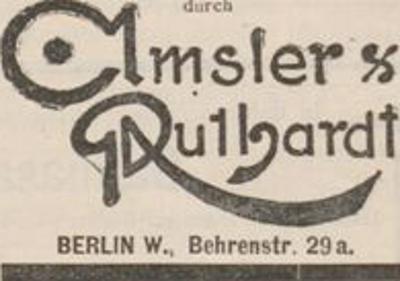 durch
Amsler &
Ruthardt
BERLIN W., Behrenstr. 29a.